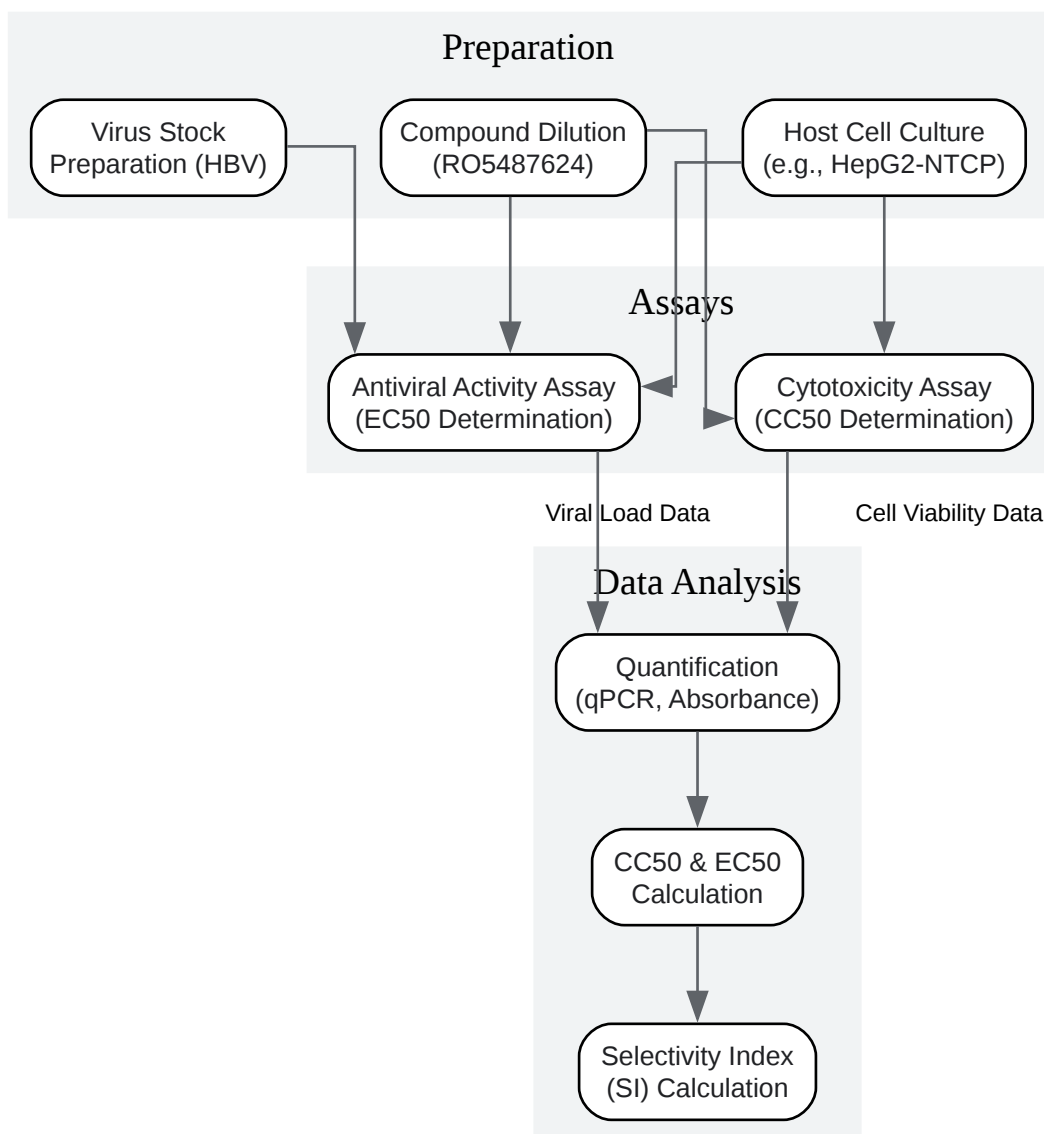 Preparation
Virus Stock
Preparation (HBV)
Compound Dilution
(RO5487624)
Host Cell Culture
(e.g., HepG2-NTCP)
Assays
Antiviral Activity Assay
(EC50 Determination)
Cytotoxicity Assay
(CC50 Determination)
Viral Load Data
Cell Viability Data
Data Analysis
Quantification
(qPCR, Absorbance)
CC50 & EC50
Calculation
Selectivity Index
(SI) Calculation